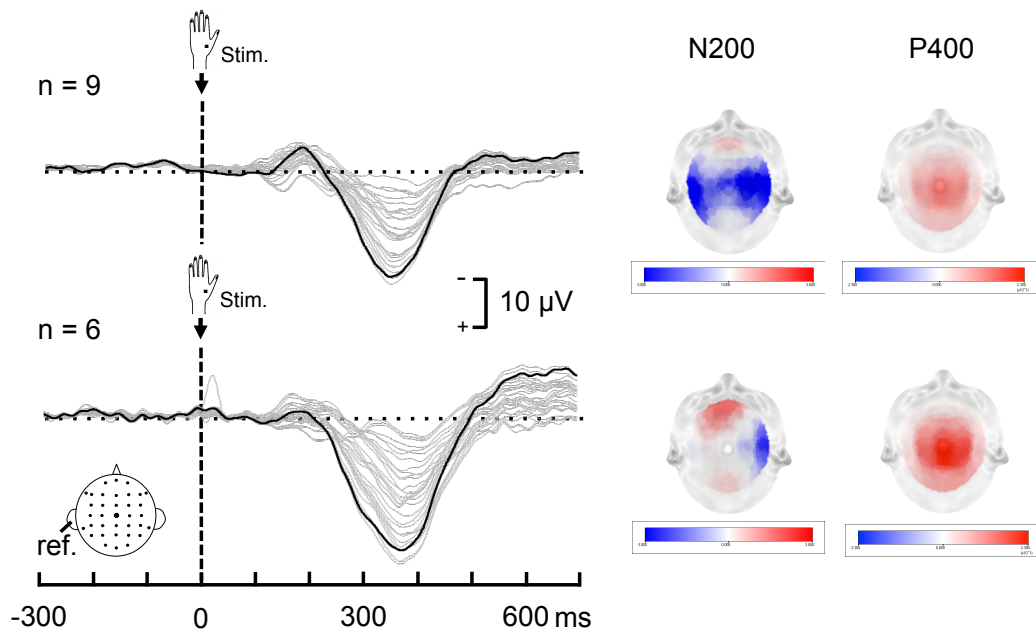 N200
P400
Stim.
n = 9
Stim.
n = 6
−
10 µV
+
ref.
-300
0
300
600 ms